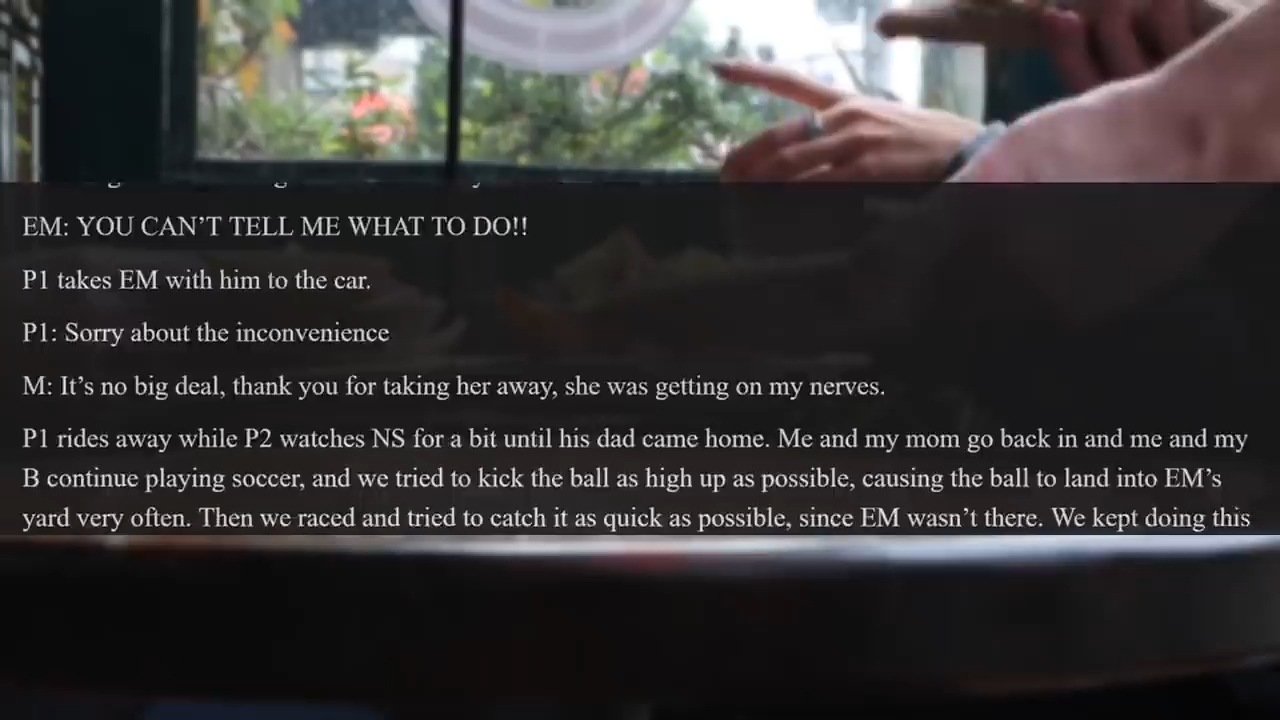 EM: YOU CAN’T TELL ME WHAT TO DO!!
P1 takes EM with him to the car.
P1: Sorry about the inconvenience
M: It’s no big deal, thank you for taking her away, she was getting on my nerves.
P1 rides away while P2 watches NS for a bit until his dad came home. Me and my mom go back in and me and my
B continue playing soccer, and we tried to kick the ball as high up as possible, causing the ball to land into EM’s
yard very often. Then we raced and tried to catch it as quick as possible, since EM wasn’t there. We kept doing this